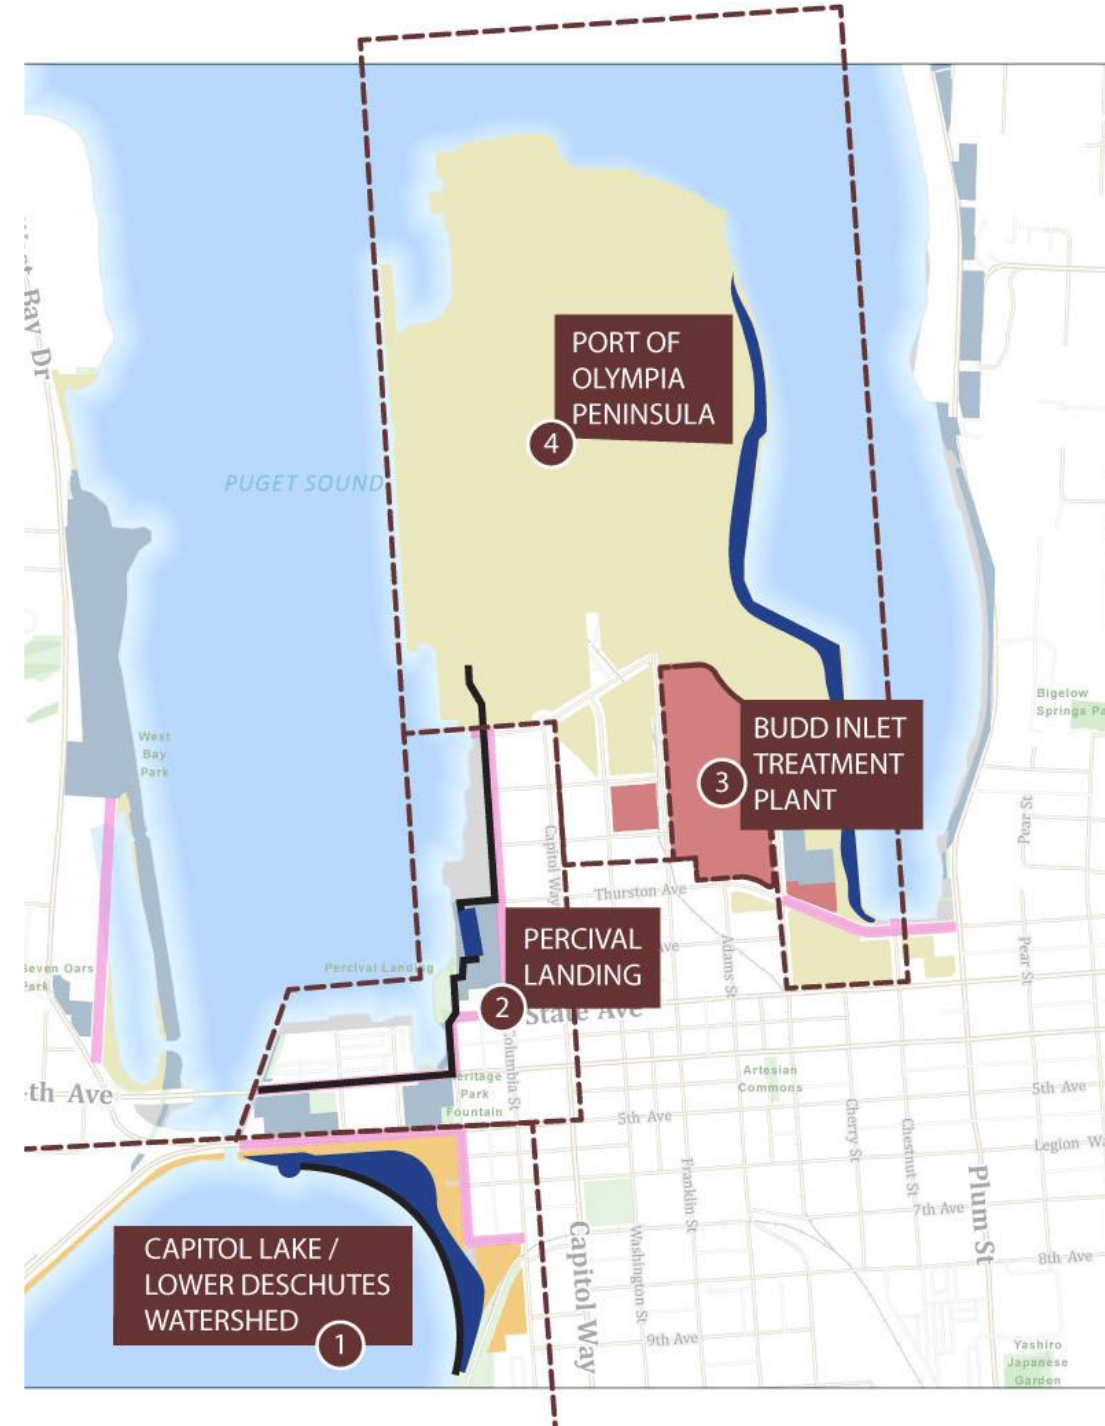 Bay Dr
PORT OF
OLYMPIA
PENINSULA
4
PUGET SOUND
Bigelow
Springs Pa
West
Bay
Park
BUDD INLET
TREATMENT
PLANT
3
Pear St
Capitol Way
Thurston Ave
PERCIVAL
LANDING
2
Ave
Adams St
Pear St
Seven Oars
Park
Percival Landing
State Ave
Columbia St
th Ave
eritage
Park
Fountain
Artesian
Commons
5th Ave
5th Ave
Cherry St
Chestnut St
Legion Wa
Franklin St
Plum St
7th Ave
CAPITOL LAKE /
LOWER DESCHUTES
WATERSHED
1
Capitol Way
Washington St
8th Ave
9th Ave
Yashiro
Japanese
Garden